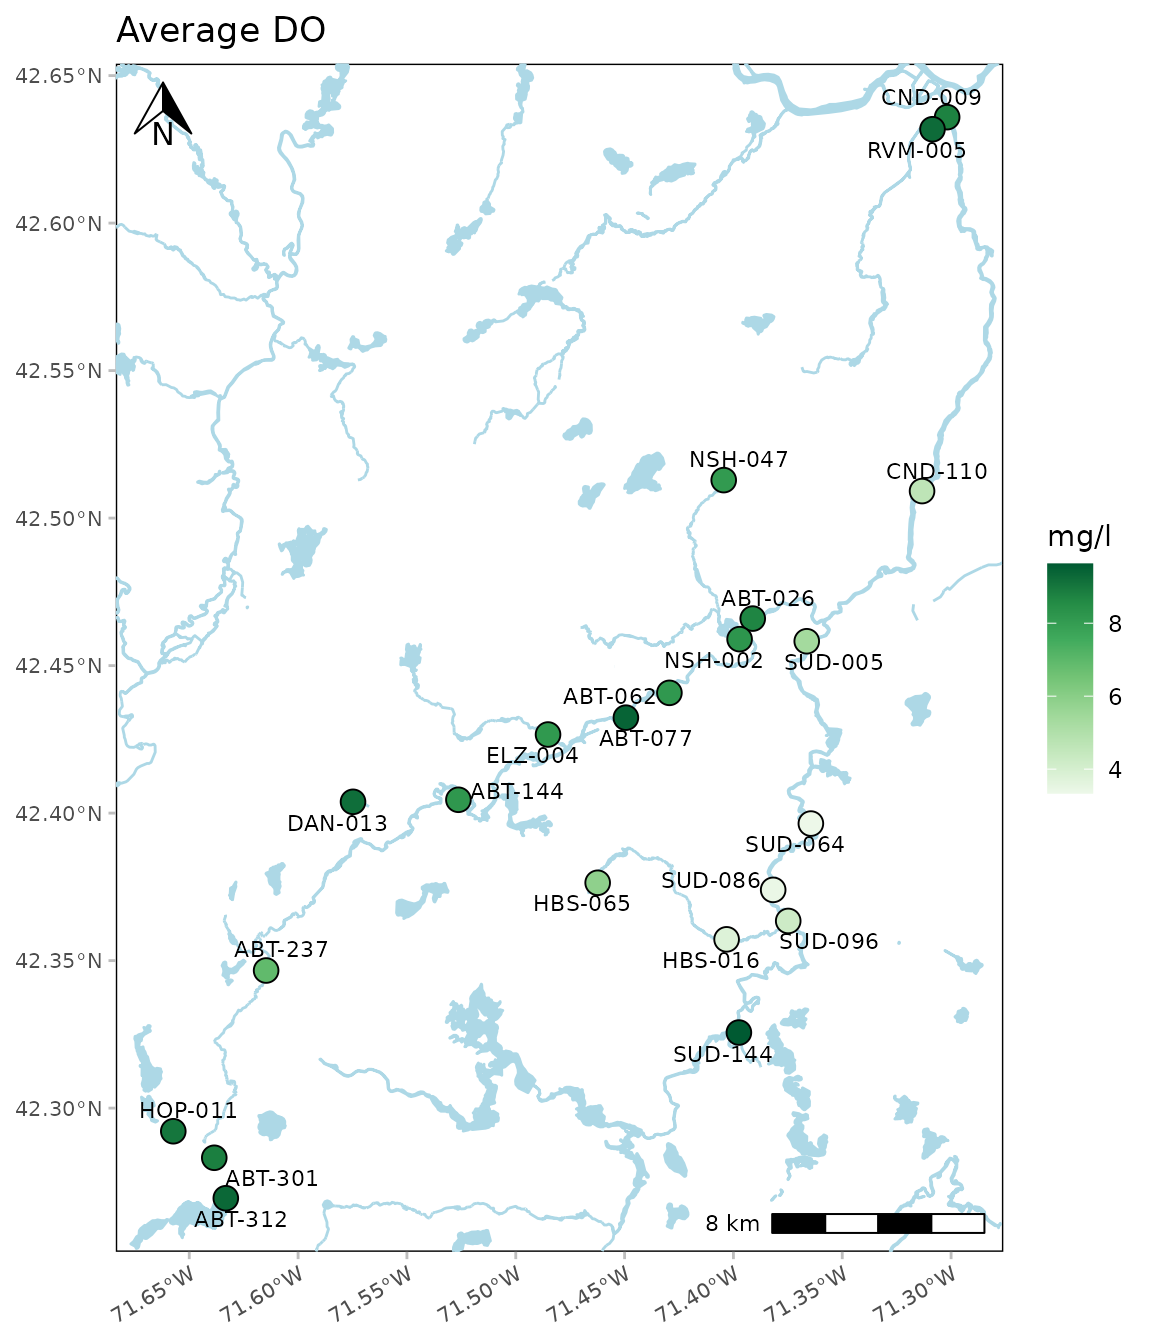 Average DO
42.65°N
42.60°N
42.55°N
42.50°N
42.45°N
42.40°N
42.35°N
42.30°N
N
CND-009
RVM-005
NSH-047
CND-110
ABT-026
NSH-002
SUD-005
ABT-062
ABT-077
ELZ-004
ABT-144
DAN-013
SUD-064
SUD-086
HBS-065
SUD-096
HBS-016
ABT-237
SUD-144
HOP-011
ABT-301
ABT-312
8 km
71.65°W
71.60°W
71.55°W
71.50°W
71.45°W
71.40°W
71.35°W
71.30°W
mg/l
8
6
4